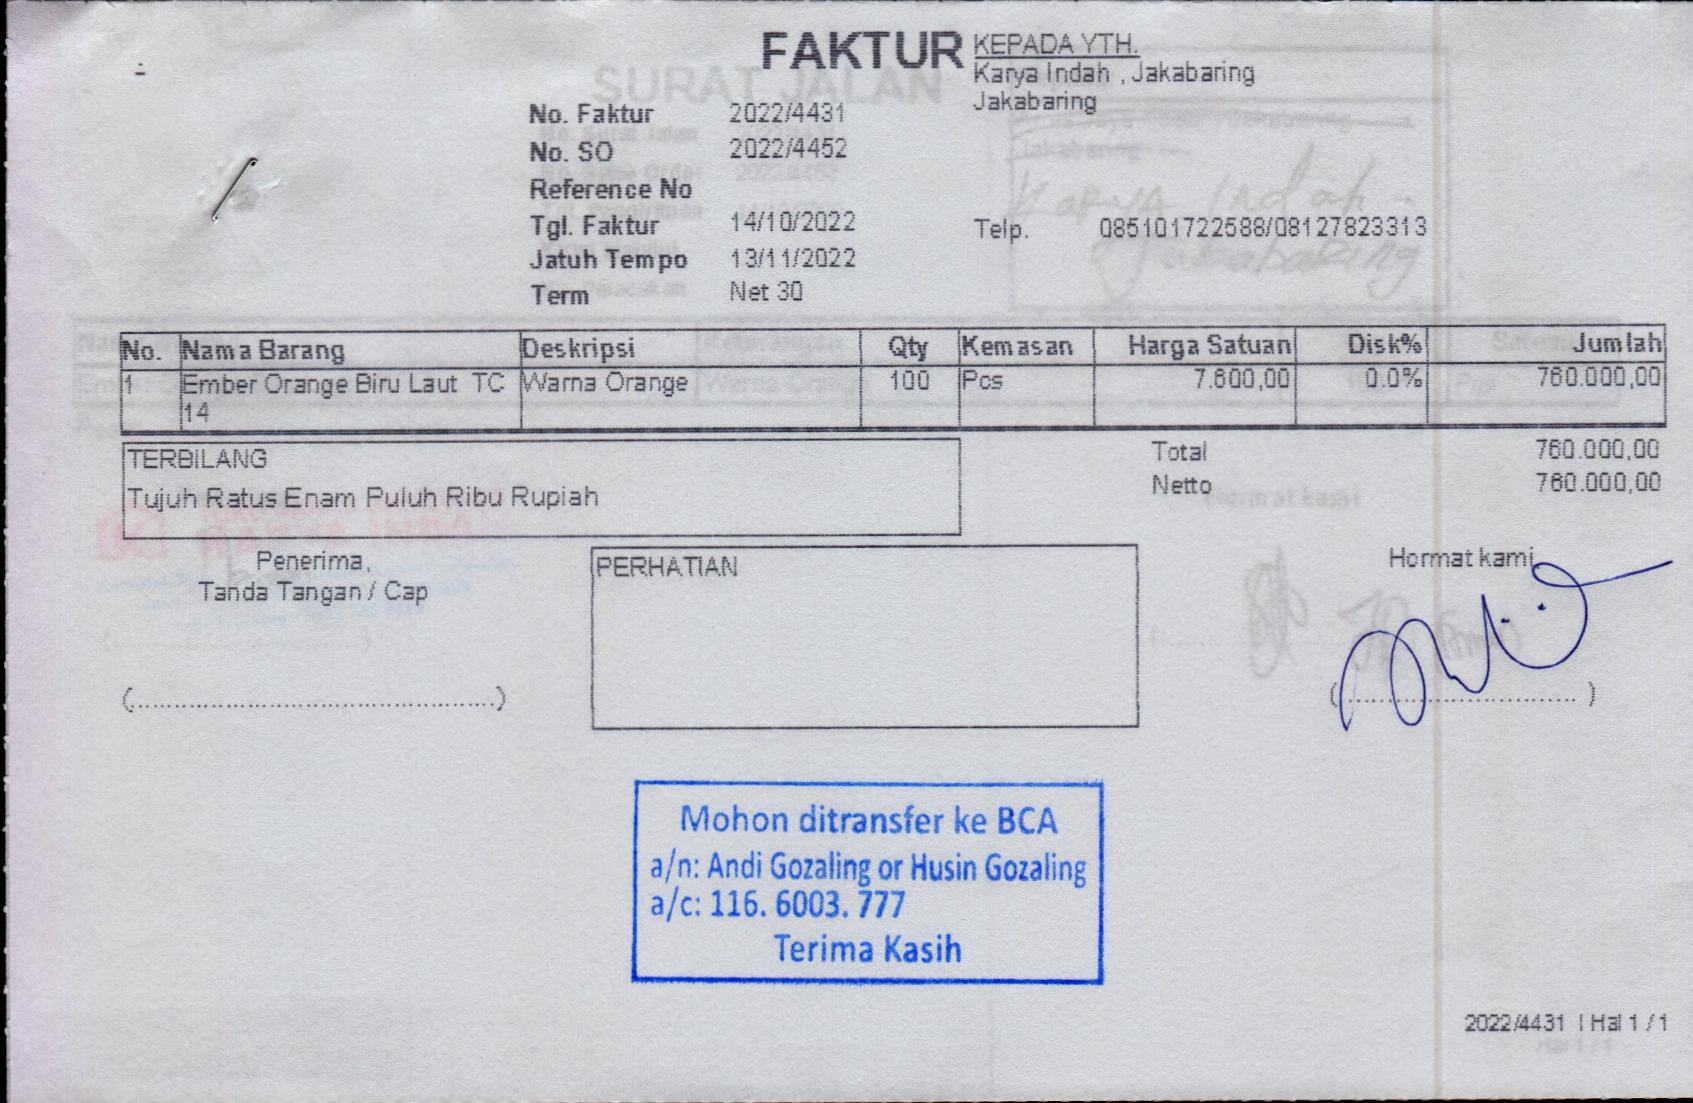 FAKTUR
KEPADA YTH.
Karya Indah , Jakabaring
Jakabaring
No. Faktur 2022/4431
No. SO 2022/4452
Reference No
Tgl. Faktur 14/10/2022
Telp. 085101722588/08127823313
Jatuh Tempo 13/11/2022
Term Net 30
No. Nama Barang Deskripsi Qty Kemasan Harga Satuan Disk% Jumlah
1 Ember Orange Biru Laut TC Warna Orange 100 Pcs 7.600,00 0.0% 760.000,00
14
TERBILANG
Tujuh Ratus Enam Puluh Ribu Rupiah
Total 760.000,00
Netto 760.000,00
Penerima,
Tanda Tangan / Cap
(................................................)
PERHATIAN
Hormat kami,
(................................)
Mohon ditransfer ke BCA
a/n: Andi Gozaling or Husin Gozaling
a/c: 116. 6003. 777
Terima Kasih
2022/4431 | Hal 1 / 1
SURAT JALAN
Karya Indah
Jakabaring